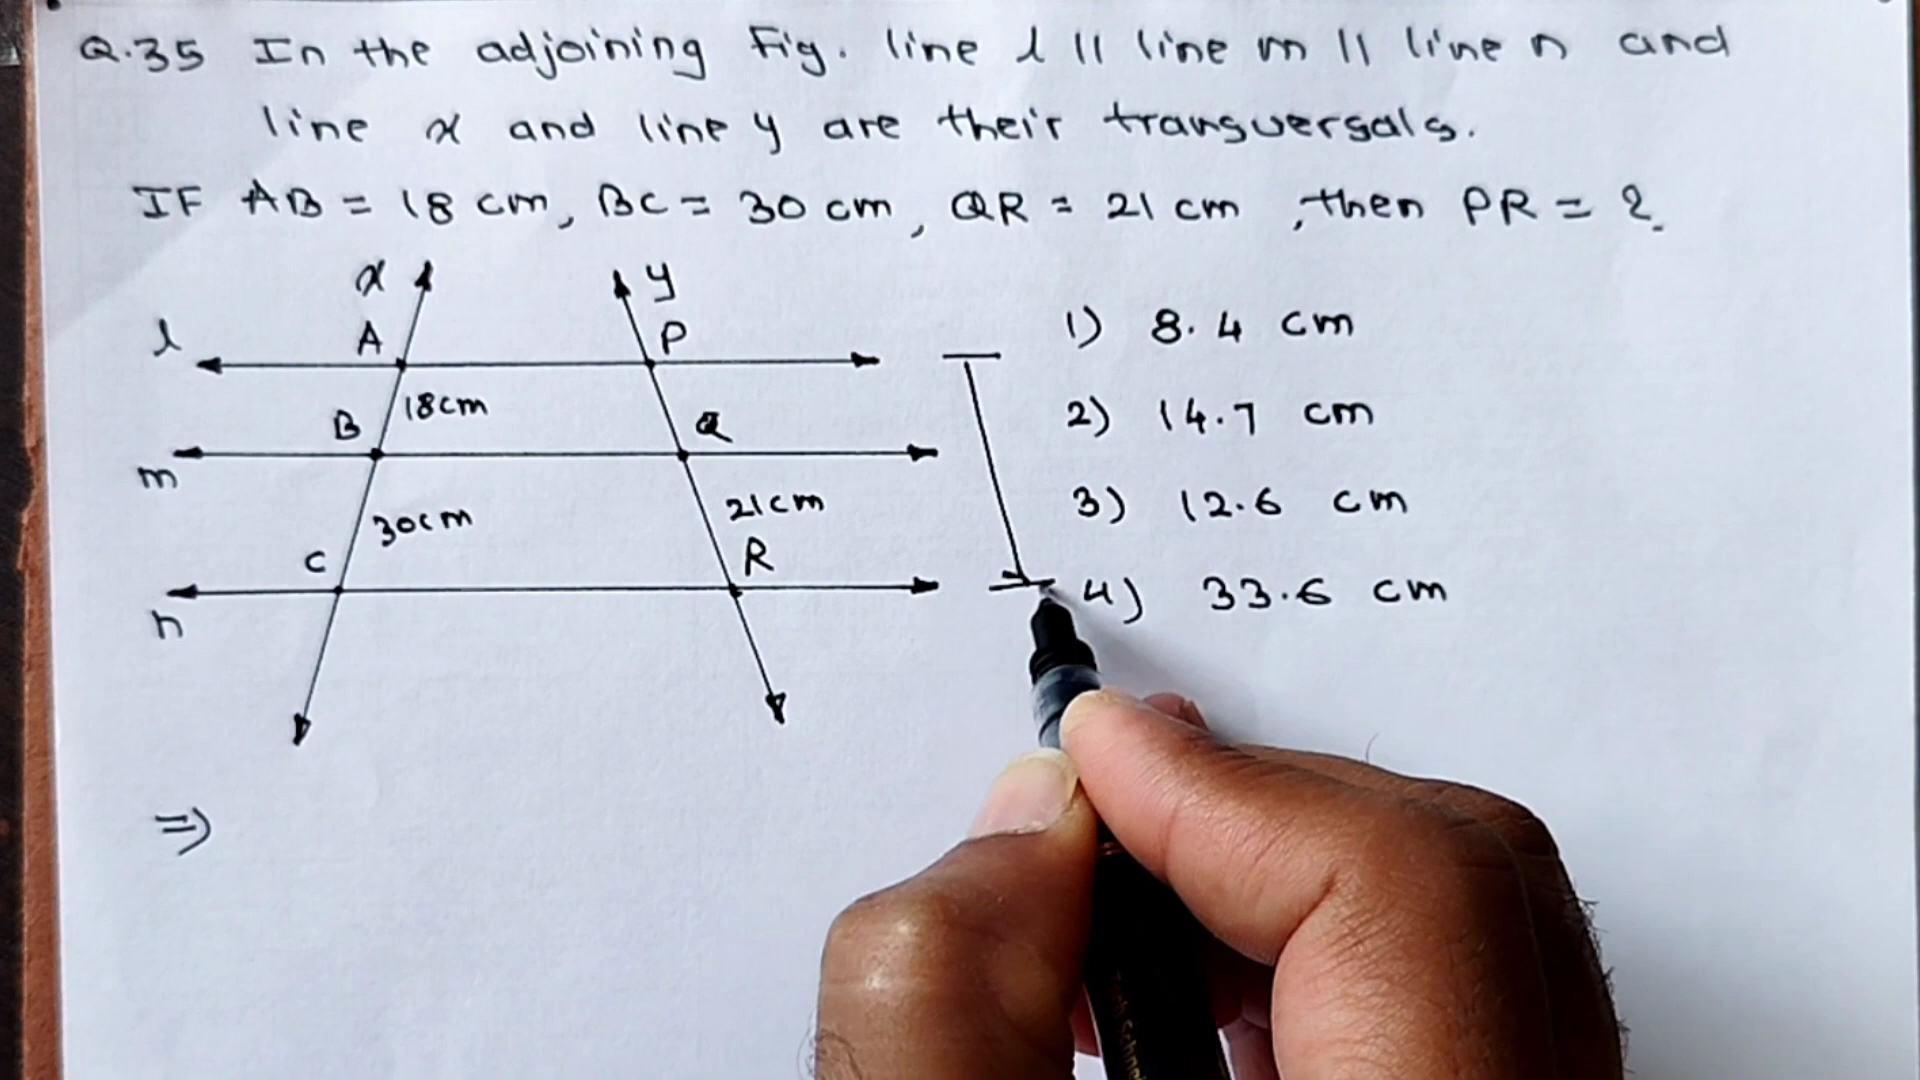 Q.35 In the adjoining Fig. line l || line m || line n and
line x and line y are their transversals.
IF AB = 18 cm, BC = 30 cm, QR = 21 cm, then PR = ?
x
y
l
A
P
1) 8.4 cm
18cm
B
Q
2) 14.7 cm
m
30cm
21cm
3) 12.6 cm
C
R
4) 33.6 cm
n
⇒